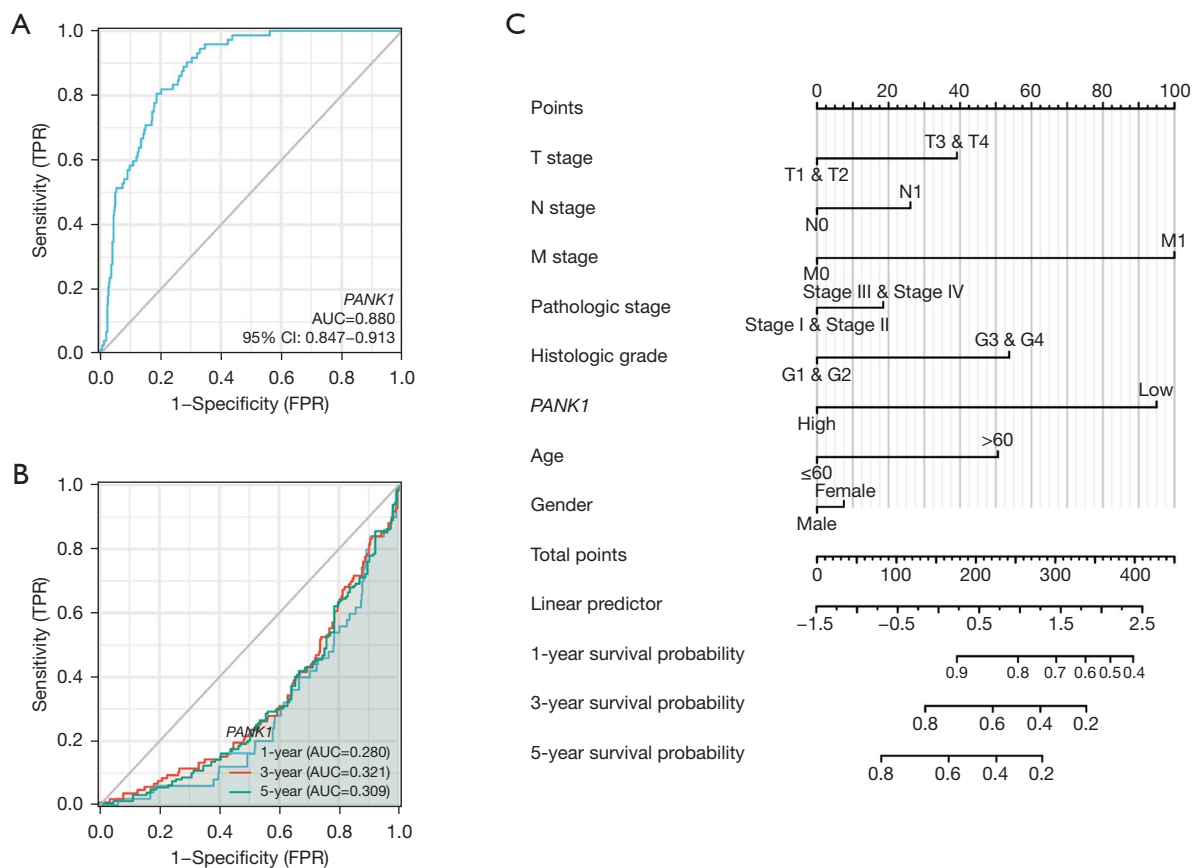 A
1.0
0.8
0.6
0.4
0.2
0.0
Sensitivity (TPR)
PANK1
AUC=0.880
95% CI: 0.847–0.913
0.0 0.2 0.4 0.6 0.8 1.0
1–Specificity (FPR)
B
1.0
0.8
0.6
0.4
0.2
0.0
Sensitivity (TPR)
PANK1
1-year (AUC=0.280)
3-year (AUC=0.321)
5-year (AUC=0.309)
0.0 0.2 0.4 0.6 0.8 1.0
1–Specificity (FPR)
C
0 20 40 60 80 100
Points
T3 & T4
T stage
T1 & T2
N1
N stage
N0
M1
M stage
M0
Stage III & Stage IV
Pathologic stage
Stage I & Stage II
G3 & G4
Histologic grade
G1 & G2
Low
PANK1
High
>60
Age
≤60
Female
Gender
Male
Total points
0 100 200 300 400
Linear predictor
−1.5 −0.5 0.5 1.5 2.5
1-year survival probability
0.9 0.8 0.7 0.6 0.5 0.4
3-year survival probability
0.8 0.6 0.4 0.2
5-year survival probability
0.8 0.6 0.4 0.2